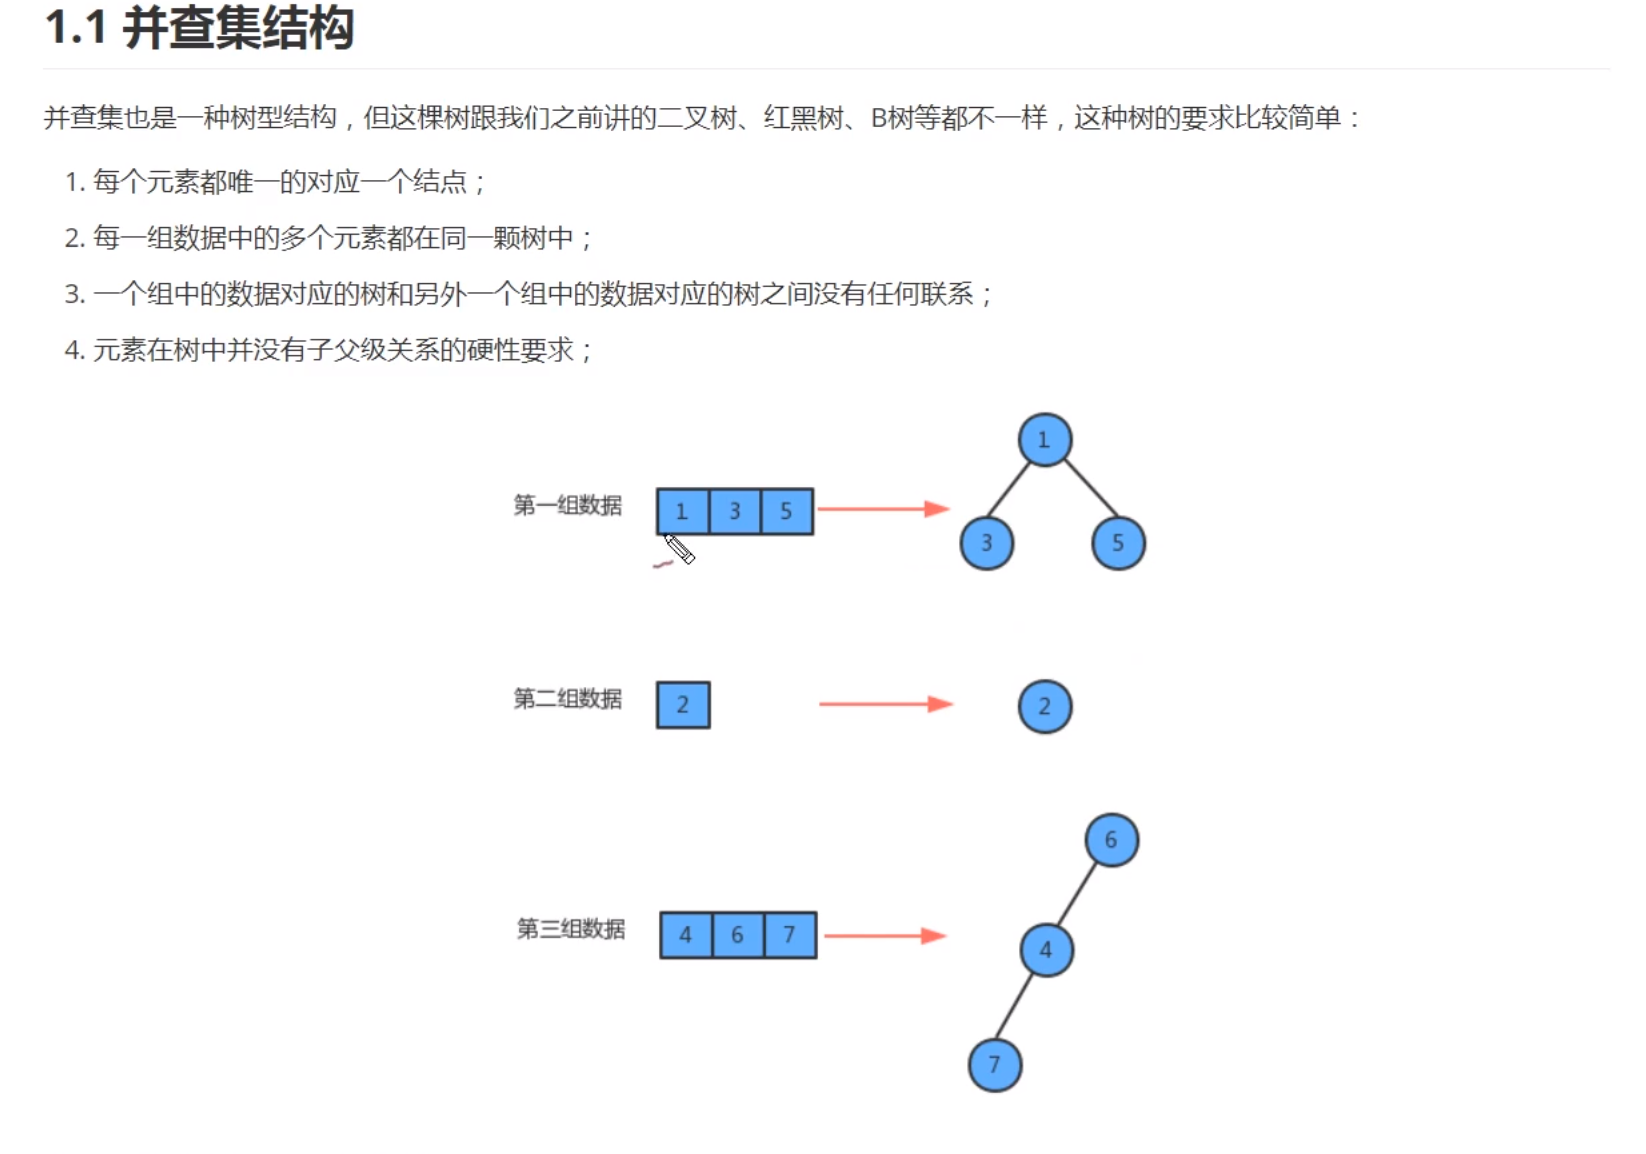 1.1 并查集结构
并查集也是一种树型结构，但这棵树跟我们之前讲的二叉树、红黑树、B树等都不一样，这种树的要求比较简单：
1. 每个元素都唯一的对应一个结点；
2. 每一组数据中的多个元素都在同一颗树中；
3. 一个组中的数据对应的树和另外一个组中的数据对应的树之间没有任何联系；
4. 元素在树中并没有子父级关系的硬性要求；
1
第一组数据 1 3 5
3 5
第二组数据 2 2
6
第三组数据 4 6 7
4
7